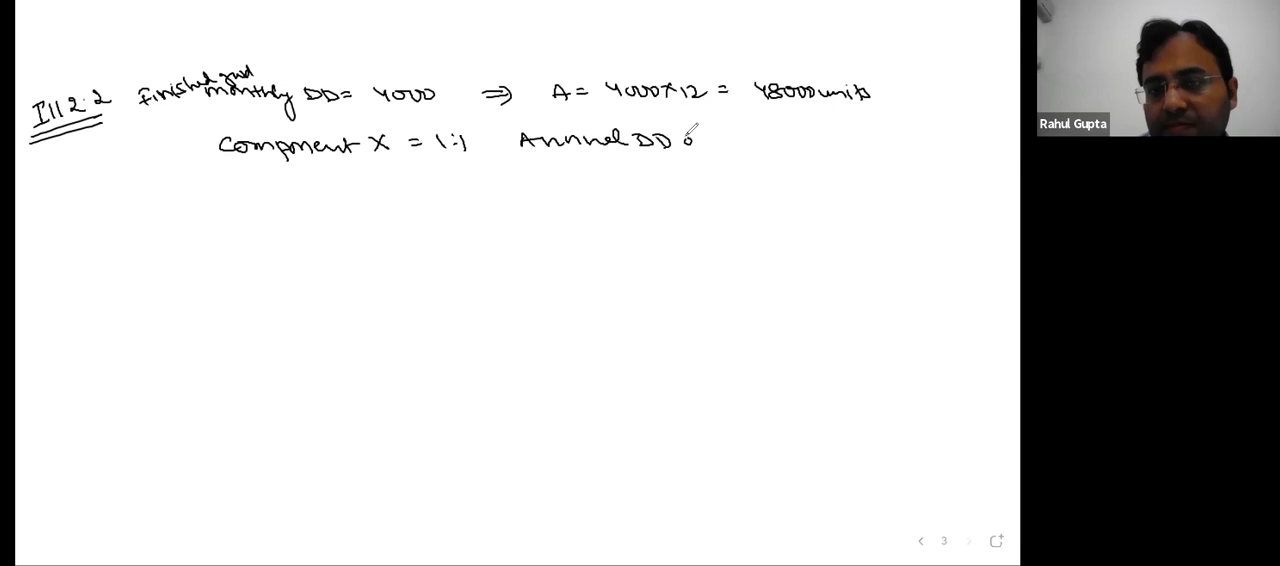 Ill 2.2 Finished good monthly DD = 4000 ⇒ A = 4000×12 = 48000 units
Component X = 1:1 Annual DD o
Rahul Gupta
3